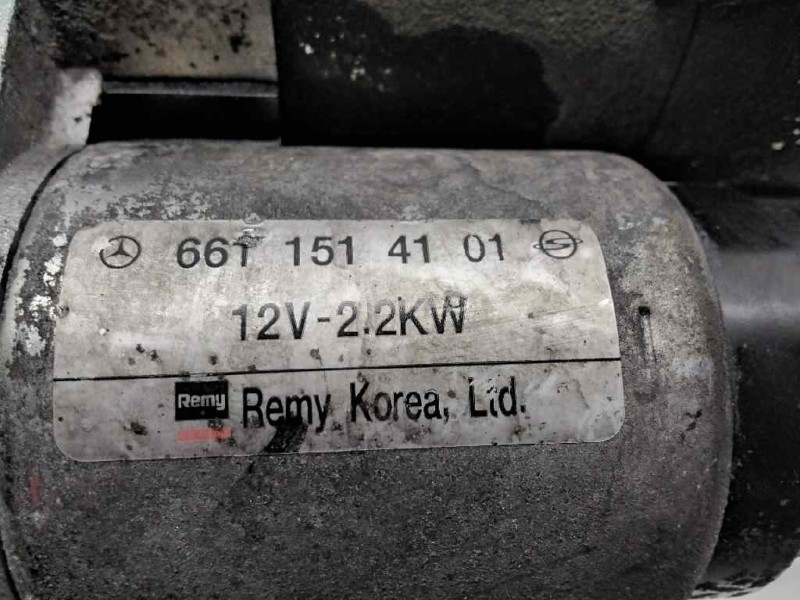 661 151 41 01
12V-2.2KW
Remy Remy Korea, Ltd.